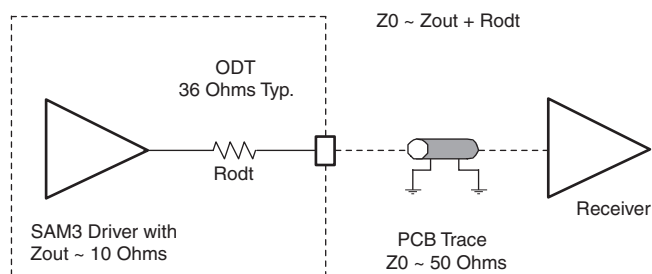 Z0 ~ Zout + Rodt
ODT
36 Ohms Typ.
Rodt
Receiver
SAM3 Driver with
Zout ~ 10 Ohms
PCB Trace
Z0 ~ 50 Ohms